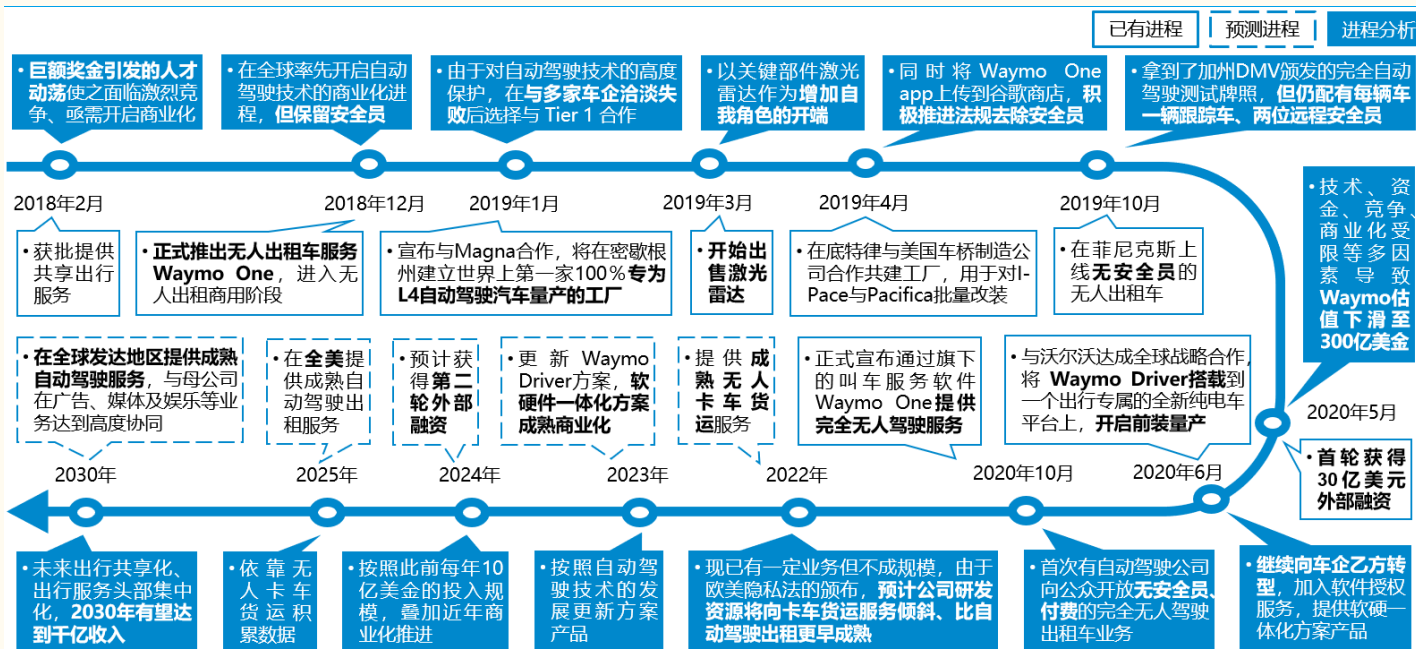 已有进程
预测进程
进程分析
• 巨额奖金引发的人才
动荡使之面临激烈竞
争、亟需开启商业化
• 在全球率先开启自动
驾驶技术的商业化进
程，但保留安全员
• 由于对自动驾驶技术的高度
保护，在与多家车企洽淡失
败后选择与 Tier 1 合作
• 以关键部件激光
雷达作为增加自
我角色的开端
• 同时将Waymo One
app上传到谷歌商店，积
极推进法规去除安全员
• 拿到了加州DMV颁发的完全自动
驾驶测试牌照，但仍配有每辆车
一辆跟踪车、两位远程安全员
2018年2月
2018年12月
2019年1月
2019年3月
2019年4月
2019年10月
• 获批提供
共享出行
服务
• 正式推出无人出租车服务
Waymo One，进入无
人出租商用阶段
• 宣布与Magna合作，将在密歇根
州建立世界上第一家100％专为
L4自动驾驶汽车量产的工厂
• 开始出
售激光
雷达
• 在底特律与美国车桥制造公
司合作共建工厂，用于对I-
Pace与Pacifica批量改装
• 在菲尼克斯上
线无安全员的
无人出租车
• 技术、资
金、竞争、
商业化受
限等多因
素导致
Waymo估
值下滑至
300亿美金
2020年5月
• 首轮获得
30亿美元
外部融资
• 在全球发达地区提供成熟
自动驾驶服务，与母公司
在广告、媒体及娱乐等业
务达到高度协同
• 在全美提
供成熟自
动驾驶出
租服务
• 预计获
得第二
轮外部
融资
• 更新 Waymo
Driver方案，软
硬件一体化方案
成熟商业化
• 提供成
熟无人
卡车货
运服务
• 正式宣布通过旗下
的叫车服务软件
Waymo One提供
完全无人驾驶服务
• 与沃尔沃达成全球战略合作，
将 Waymo Driver搭载到
一个出行专属的全新纯电车
平台上，开启前装量产
2030年
2025年
2024年
2023年
2022年
2020年10月
2020年6月
• 未来出行共享化、
出行服务头部集中
化，2030年有望达
到千亿收入
• 依靠无
人卡车
货运积
累数据
• 按照此前每年10
亿美金的投入规
模，叠加近年商
业化推进
• 按照自动驾
驶技术的发
展更新方案
产品
• 现已有一定业务但不成规模，由于
欧美隐私法的颁布，预计公司研发
资源将向卡车货运服务倾斜、比自
动驾驶出租更早成熟
• 首次有自动驾驶公司
向公众开放无安全员、
付费的完全无人驾驶
出租车业务
• 继续向车企乙方转
型，加入软件授权
服务，提供软硬一
体化方案产品